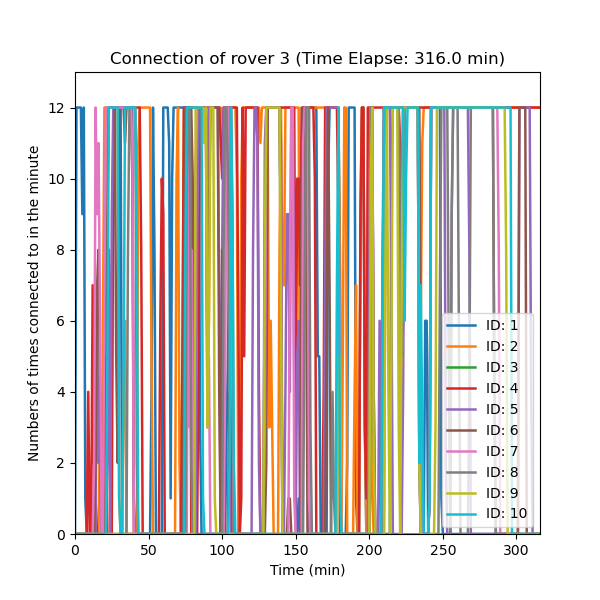 Connection of rover 3 (Time Elapse: 316.0 min)
Numbers of times connected to in the minute
12
10
8
6
4
2
0
0 50 100 150 200 250 300
Time (min)
ID: 1
ID: 2
ID: 3
ID: 4
ID: 5
ID: 6
ID: 7
ID: 8
ID: 9
ID: 10